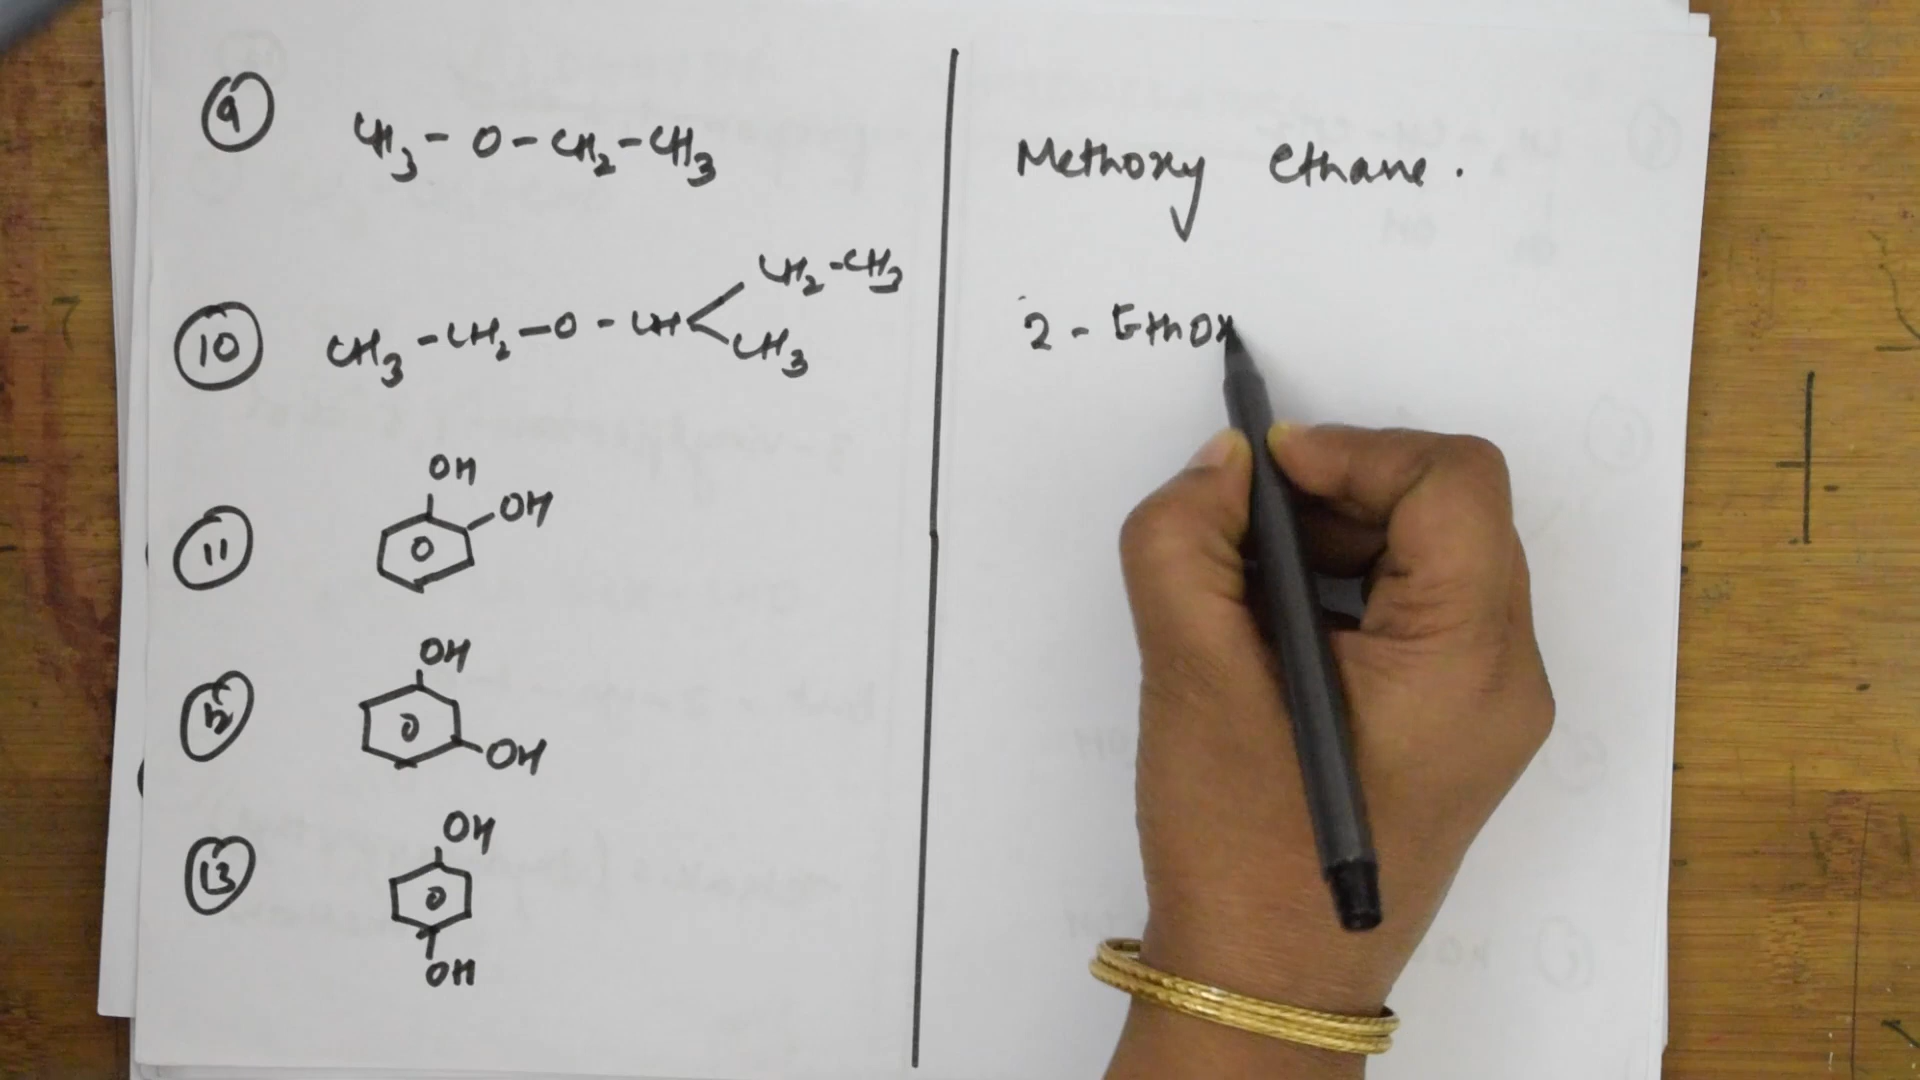 9 CH3 - O - CH2 - CH3 Methoxy ethane.
CH2 - CH3
10 CH3 - CH2 - O - CH CH3 2 - Ethox
OH
OH
11 O
OH
12 O
OH
OH
13 O
OH